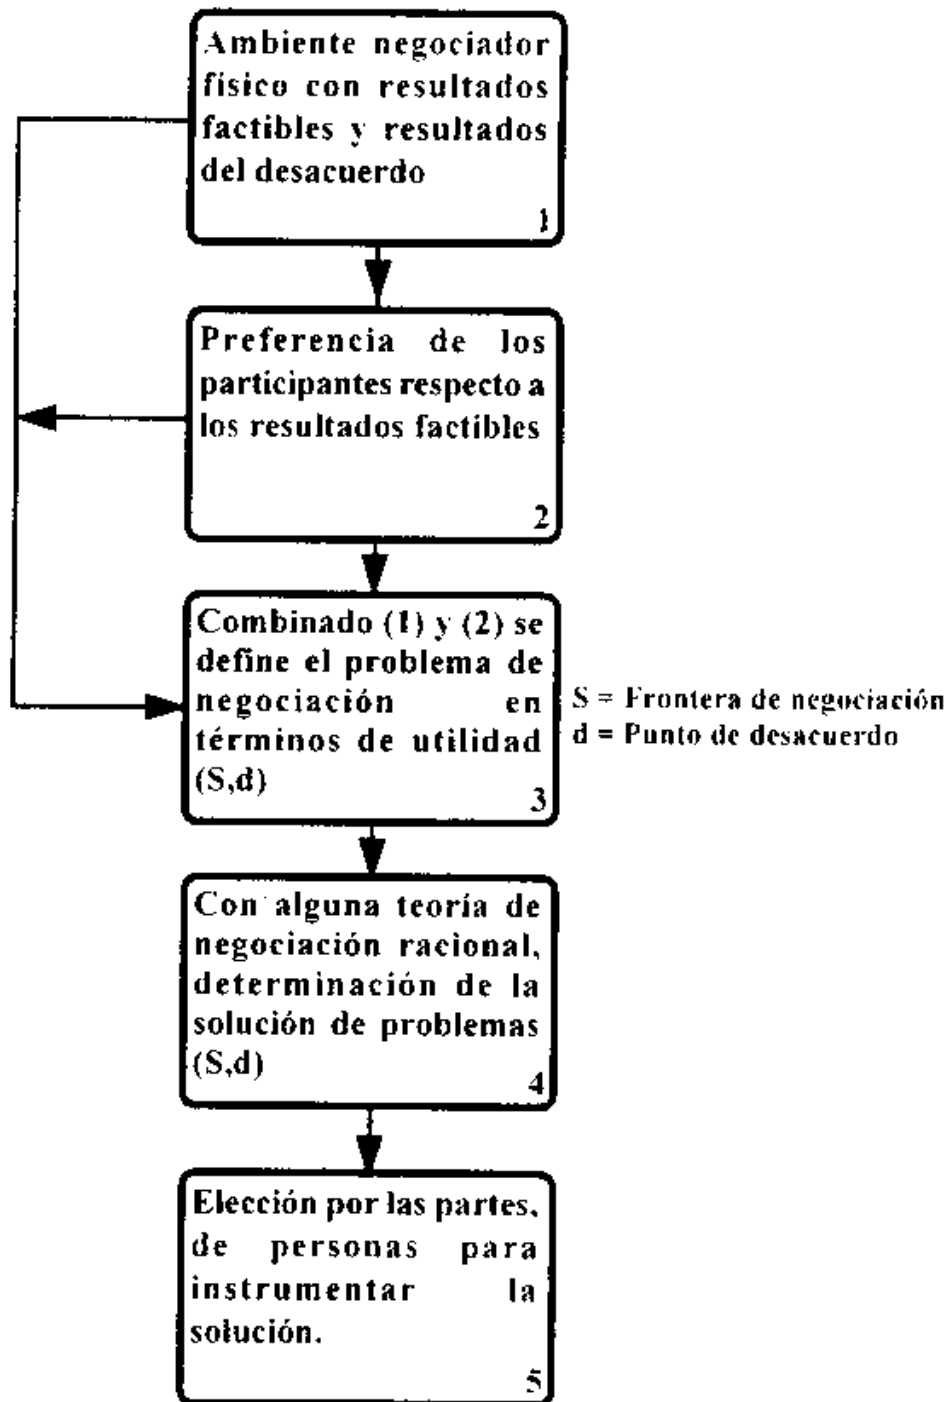 Ambiente negociador
físico con resultados
factibles y resultados
del desacuerdo
1
Preferencia de los
participantes respecto a
los resultados factibles
2
Combinado (1) y (2) se
define el problema de
negociación en
términos de utilidad
(S,d)
3
S = Frontera de negociación
d = Punto de desacuerdo
Con alguna teoría de
negociación racional,
determinación de la
solución de problemas
(S,d)
4
Elección por las partes,
de personas para
instrumentar la
solución.
5